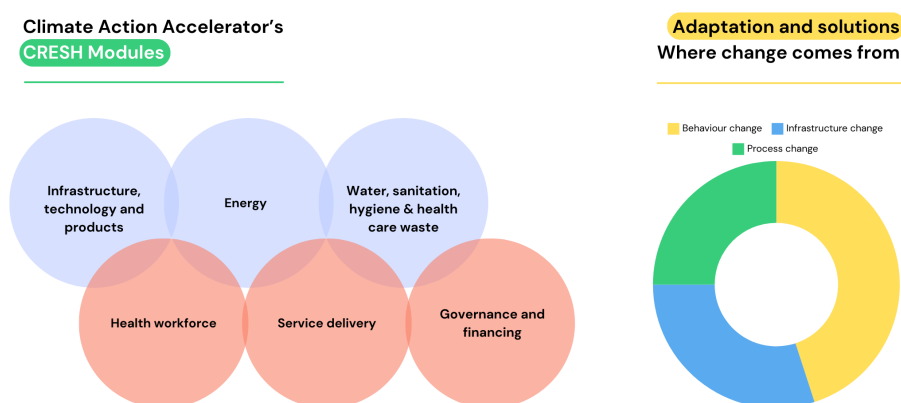 Climate Action Accelerator’s
CRESH Modules
Adaptation and solutions
Where change comes from
Infrastructure,
technology and
products
Energy
Water, sanitation,
hygiene & health
care waste
Health workforce
Service delivery
Governance and
financing
Behaviour change
Infrastructure change
Process change